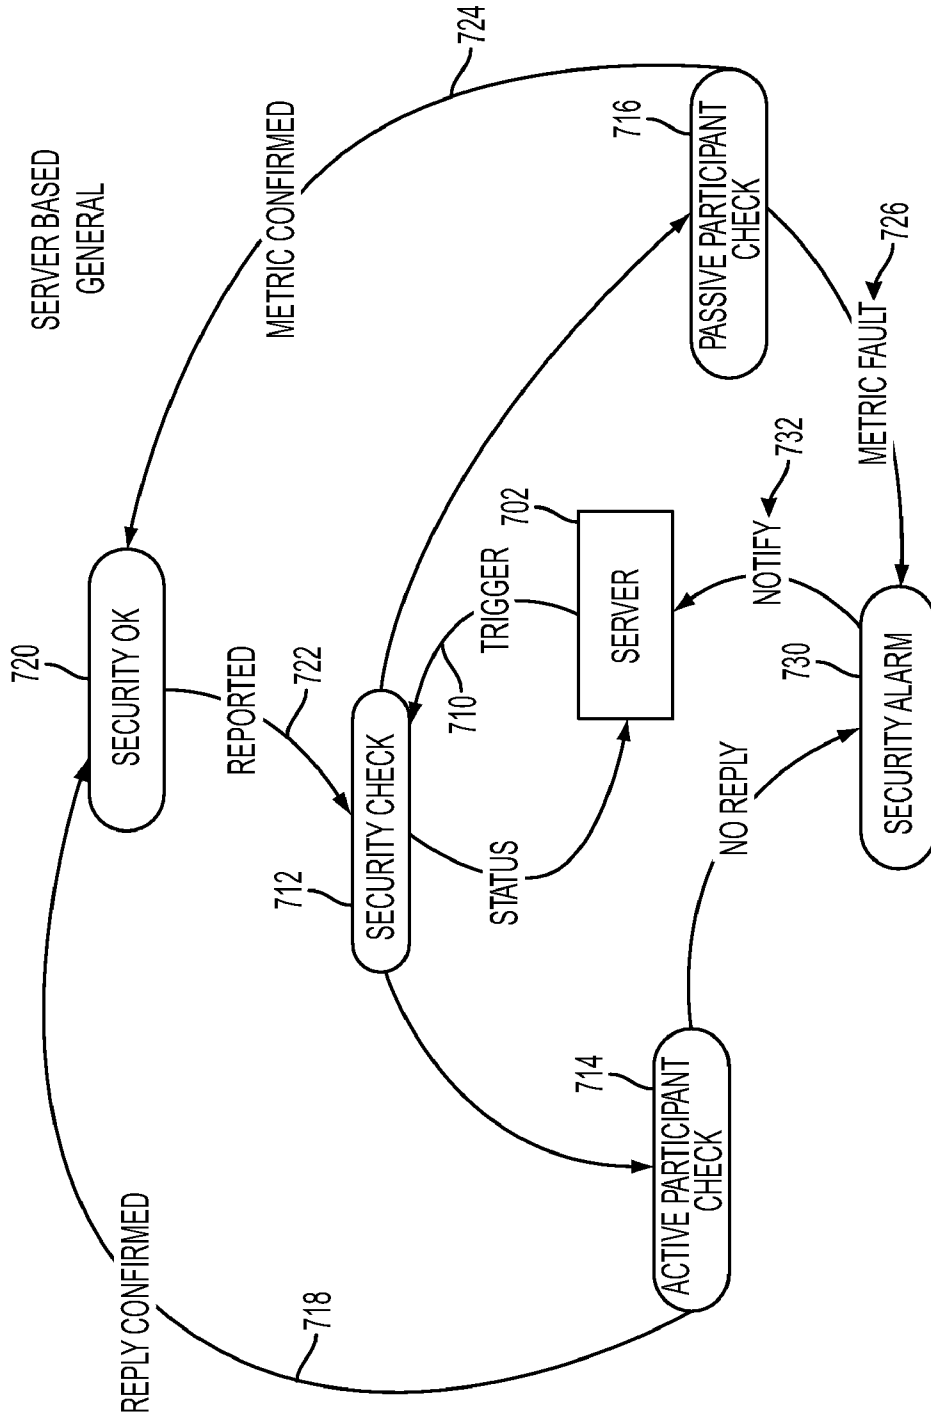 SERVER BASED
GENERAL
REPLY CONFIRMED
718
720
SECURITY OK
METRIC CONFIRMED
724
REPORTED
722
712
SECURITY CHECK
710
TRIGGER
STATUS
702
SERVER
714
ACTIVE PARTICIPANT
CHECK
716
PASSIVE PARTICIPANT
CHECK
NO REPLY
NOTIFY
732
METRIC FAULT
726
730
SECURITY ALARM